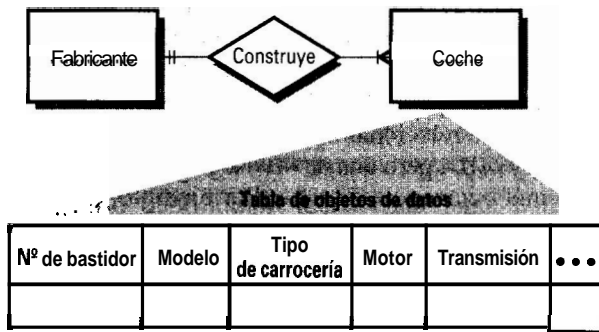 Fabricante
Construye
Coche
Tabla de objetos de datos
Nº de bastidor
Modelo
Tipo
de carrocería
Motor
Transmisión
•••